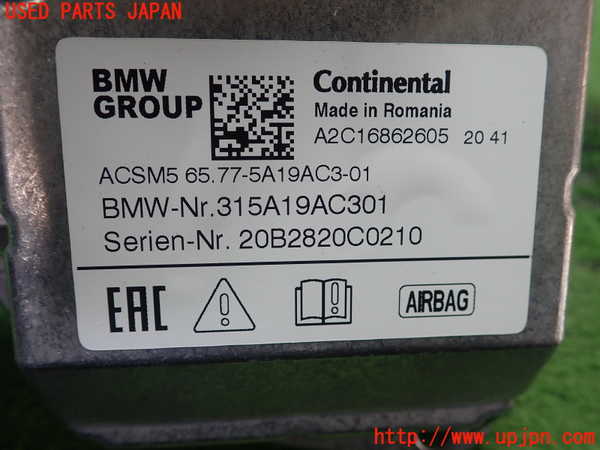 USED PARTS JAPAN
BMW
GROUP
Continental
Made in Romania
A2C16862605 20 41
ACSM5 65.77-5A19AC3-01
BMW-Nr.315A19AC301
Serien-Nr. 20B2820C0210
EAC
AIRBAG
http://www.upjpn.com/